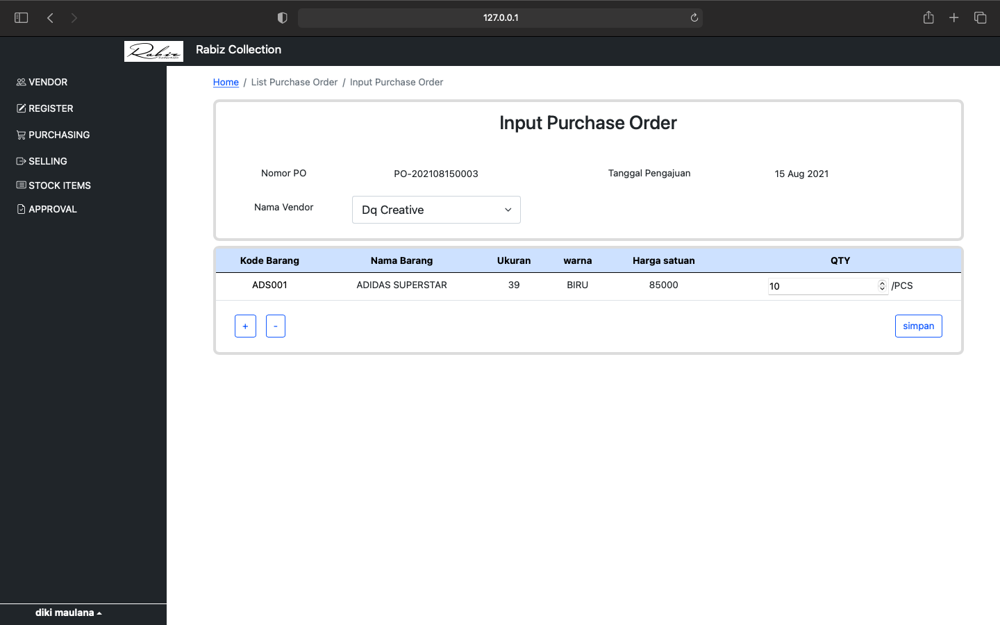 127.0.0.1
Rabiz collection Rabiz Collection
VENDOR
REGISTER
PURCHASING
SELLING
STOCK ITEMS
APPROVAL
diki maulana
Home / List Purchase Order / Input Purchase Order
Input Purchase Order
Nomor PO PO-202108150003 Tanggal Pengajuan 15 Aug 2021
Nama Vendor Dq Creative
Kode Barang Nama Barang Ukuran warna Harga satuan QTY
ADS001 ADIDAS SUPERSTAR 39 BIRU 85000 10 /PCS
+ - simpan